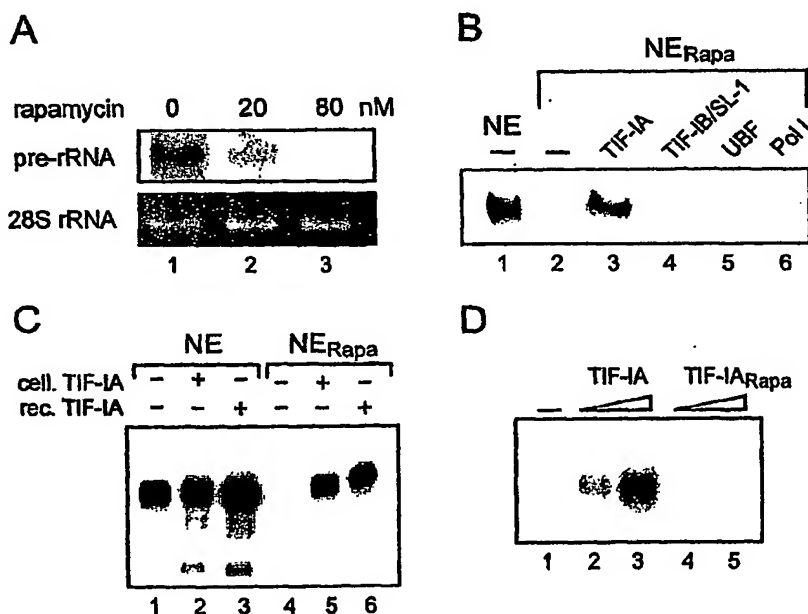 A
rapamycin 0 20 80 nM
pre-rRNA
28S rRNA
1 2 3
B
NERapa
NE
— — TIF-IA TIF-IB/SL-1 UBF Pol I
1 2 3 4 5 6
C
NE NERapa
cell. TIF-IA − + − − + −
rec. TIF-IA − − + − − +
1 2 3 4 5 6
D
TIF-IA TIF-IARapa
—
1 2 3 4 5